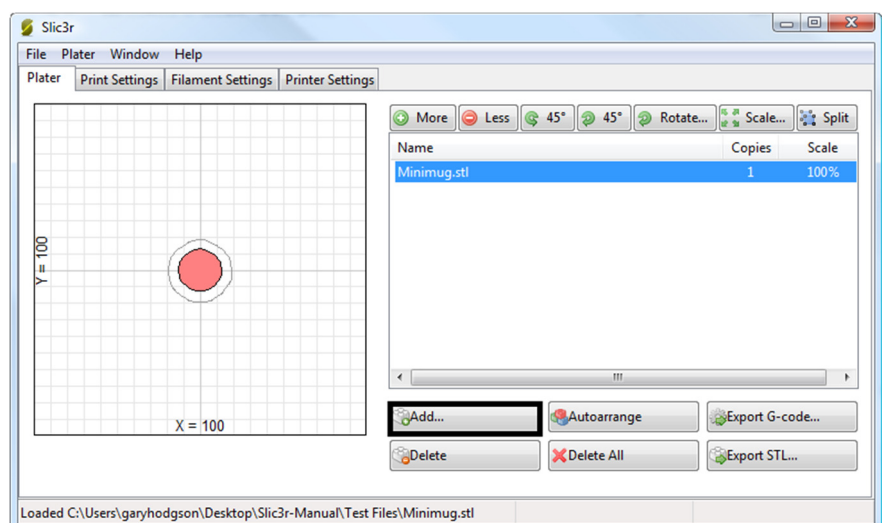 Slic3r
File Plater Window Help
Plater Print Settings Filament Settings Printer Settings
More Less 45° 45° Rotate... Scale... Split
Name Copies Scale
Minimug.stl 1 100%
Y = 100
X = 100
Add... Autoarrange Export G-code...
Delete Delete All Export STL...
Loaded C:\Users\garyhodgson\Desktop\Slic3r-Manual\Test Files\Minimug.stl